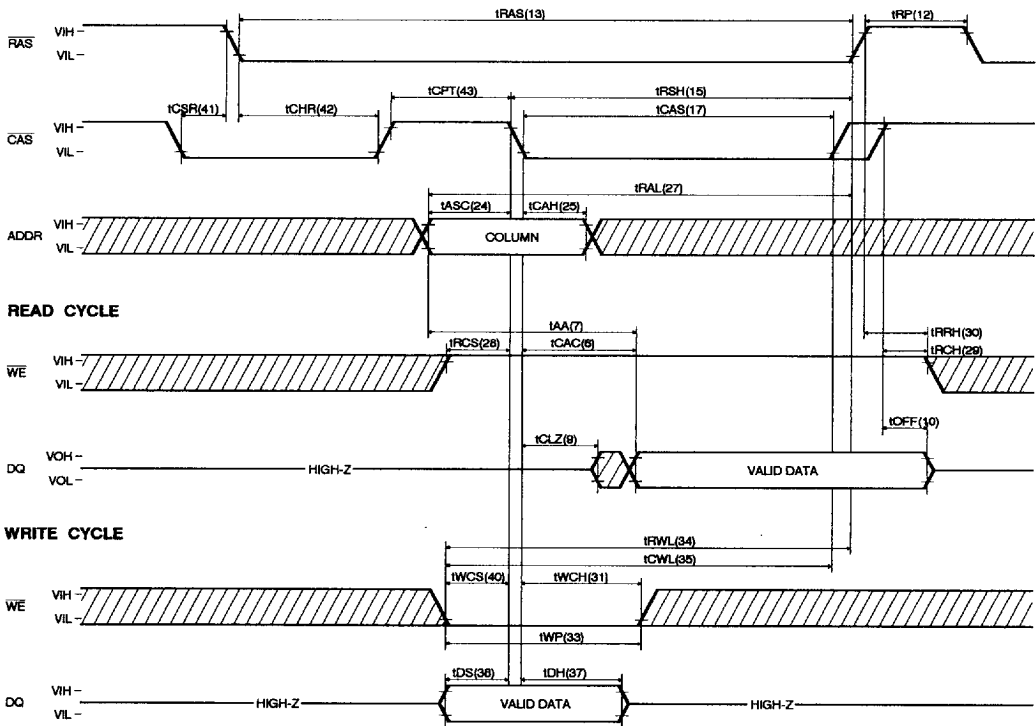 tRAS(13)
tRP(12)
RAS
VIH
VIL
tCPT(43)
tRSH(15)
tCSR(41)
tCHR(42)
tCAS(17)
CAS
VIH
VIL
tRAL(27)
tASC(24)
tCAH(25)
ADDR
VIH
VIL
COLUMN
READ CYCLE
tAA(7)
tRRH(30)
tRCS(28)
tCAC(6)
tRCH(29)
WE
VIH
VIL
tOFF(10)
tCLZ(9)
DQ
VOH
VOL
HIGH-Z
VALID DATA
WRITE CYCLE
tRWL(34)
tCWL(35)
tWCS(40)
tWCH(31)
WE
VIH
VIL
tWP(33)
tDS(36)
tDH(37)
DQ
VIH
VIL
HIGH-Z
VALID DATA
HIGH-Z